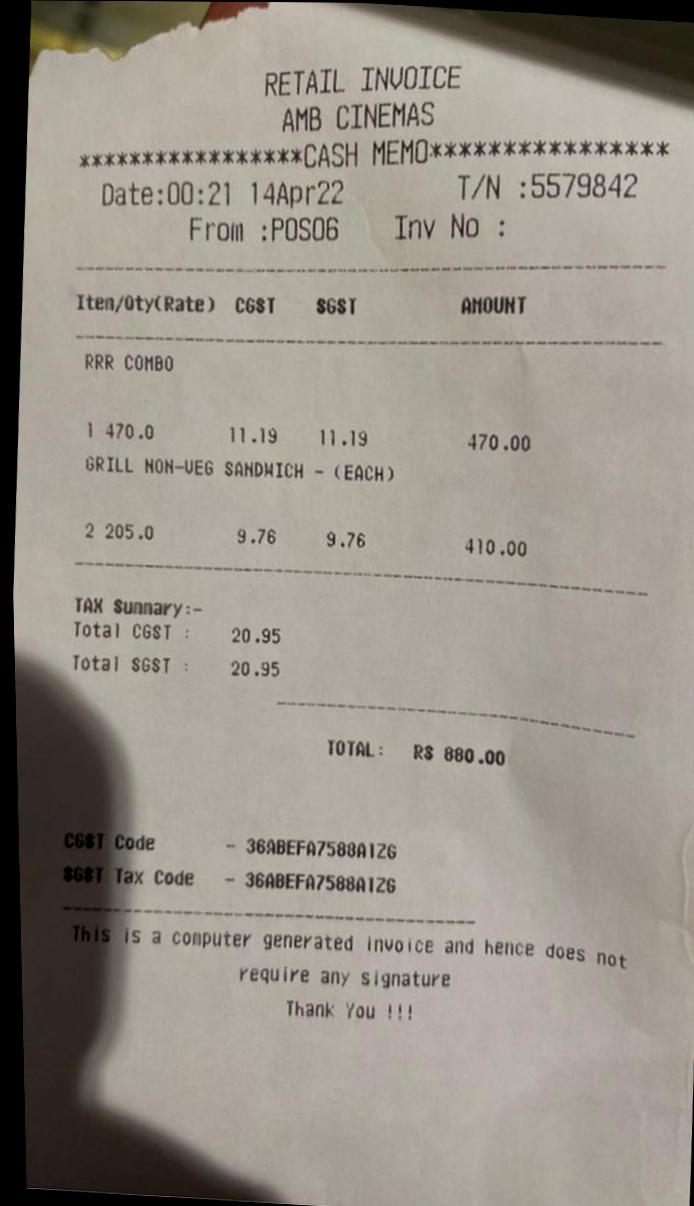 RETAIL INVOICE
AMB CINEMAS
*****************CASH MEMO*****************
Date:00:21 14Apr22 T/N :5579842
From :POS06 Inv No :
Item/Qty(Rate) CGST SGST AMOUNT
RRR COMBO
1 470.0 11.19 11.19 470.00
GRILL NON-VEG SANDWICH - (EACH)
2 205.0 9.76 9.76 410.00
TAX Summary:-
Total CGST : 20.95
Total SGST : 20.95
TOTAL: RS 880.00
CGST Code - 36ABEFA7588A1ZG
SGST Tax Code - 36ABEFA7588A1ZG
This is a computer generated invoice and hence does not
require any signature
Thank You !!!